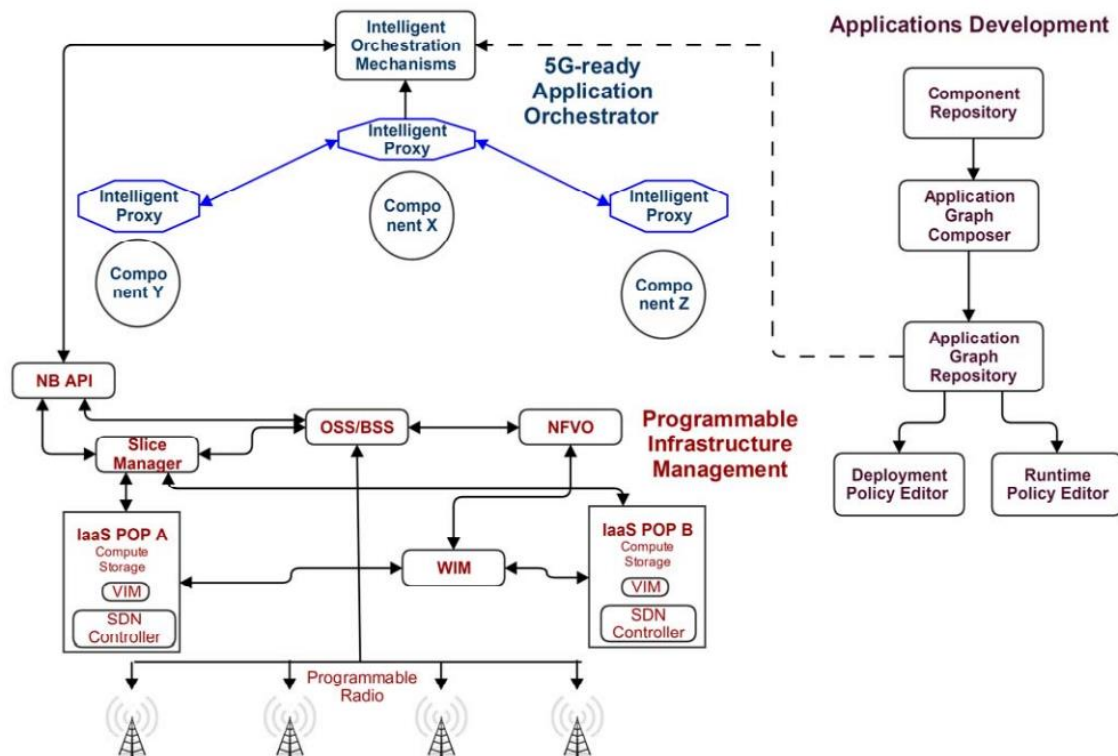 Intelligent
Orchestration
Mechanisms
5G-ready
Application
Orchestrator
Applications Development
Component
Repository
Intelligent
Proxy
Intelligent
Proxy
Intelligent
Proxy
Compo
nent X
Compo
nent Y
Compo
nent Z
Application
Graph
Composer
Application
Graph
Repository
Deployment
Policy Editor
Runtime
Policy Editor
NB API
OSS/BSS
NFVO
Programmable
Infrastructure
Management
Slice
Manager
IaaS POP A
Compute
Storage
VIM
SDN
Controller
WIM
IaaS POP B
Compute
Storage
VIM
SDN
Controller
Programmable
Radio